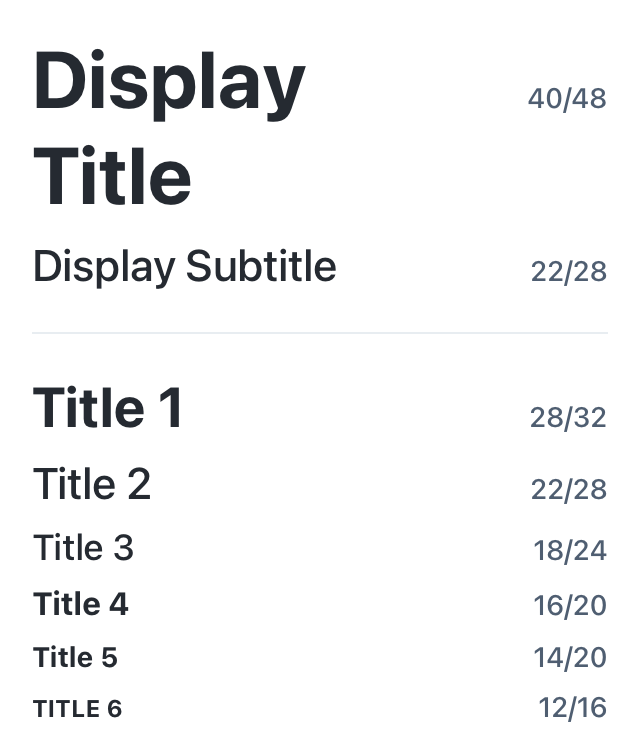 Display
Title
40/48
Display Subtitle 22/28
Title 1 28/32
Title 2 22/28
Title 3 18/24
Title 4 16/20
Title 5 14/20
TITLE 6 12/16